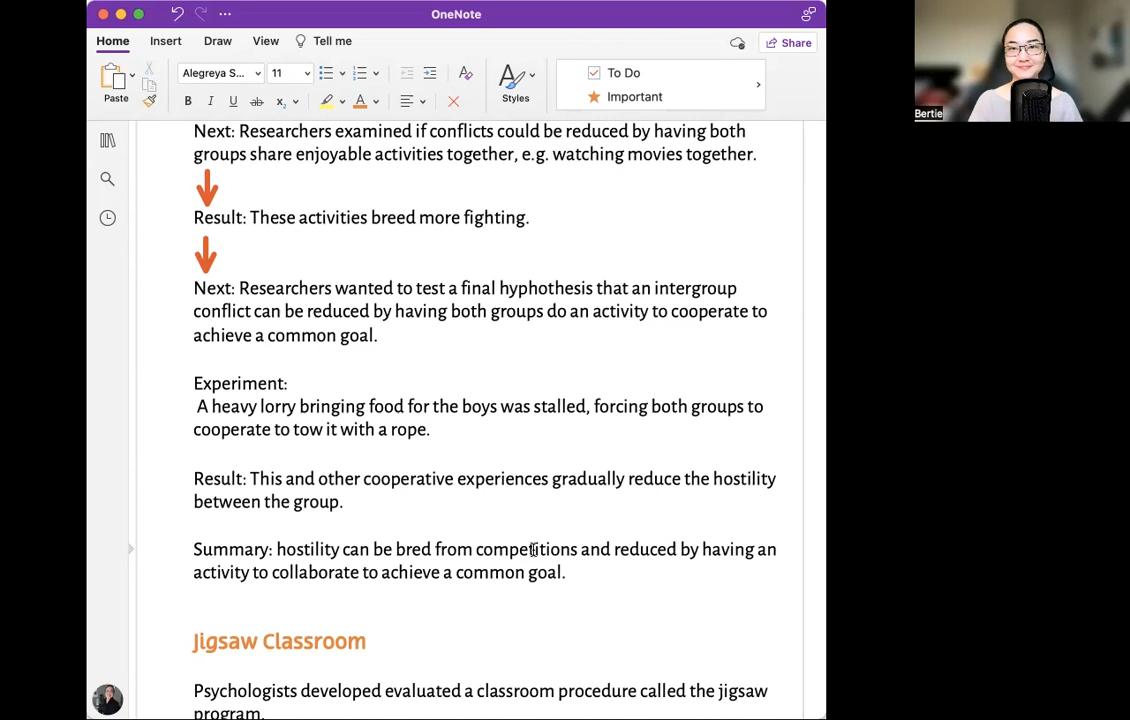 OneNote
Home Insert Draw View Tell me
Share
Paste
Alegreya S... 11
Styles
To Do
Important
Next: Researchers examined if conflicts could be reduced by having both
groups share enjoyable activities together, e.g. watching movies together.
Result: These activities breed more fighting.
Next: Researchers wanted to test a final hyphothesis that an intergroup
conflict can be reduced by having both groups do an activity to cooperate to
achieve a common goal.
Experiment:
A heavy lorry bringing food for the boys was stalled, forcing both groups to
cooperate to tow it with a rope.
Result: This and other cooperative experiences gradually reduce the hostility
between the group.
Summary: hostility can be bred from competitions and reduced by having an
activity to collaborate to achieve a common goal.
Jigsaw Classroom
Psychologists developed evaluated a classroom procedure called the jigsaw
program.
Bertie